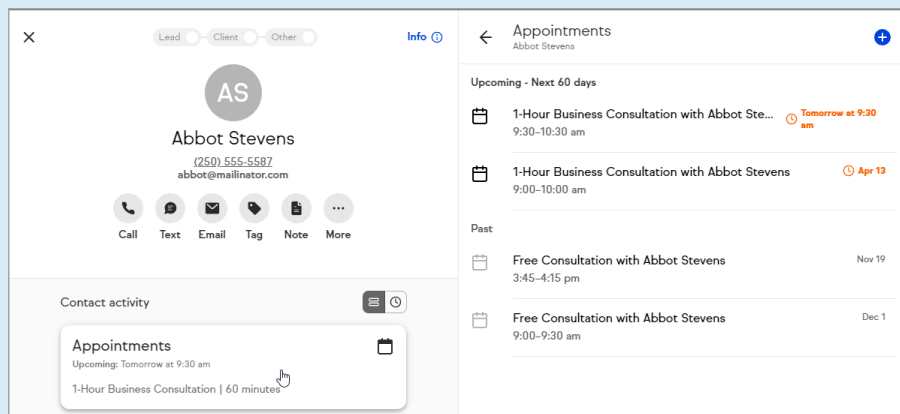 Lead Client Other
Info
AS
Abbot Stevens
(250) 555-5587
abbot@mailinator.com
Call Text Email Tag Note More
Contact activity
Appointments
Upcoming: Tomorrow at 9:30 am
1-Hour Business Consultation | 60 minutes
Appointments
Abbot Stevens
Upcoming - Next 60 days
1-Hour Business Consultation with Abbot Ste... Tomorrow at 9:30
am
9:30–10:30 am
1-Hour Business Consultation with Abbot Stevens Apr 13
9:00–10:00 am
Past
Free Consultation with Abbot Stevens Nov 19
3:45–4:15 pm
Free Consultation with Abbot Stevens Dec 1
9:00–9:30 am